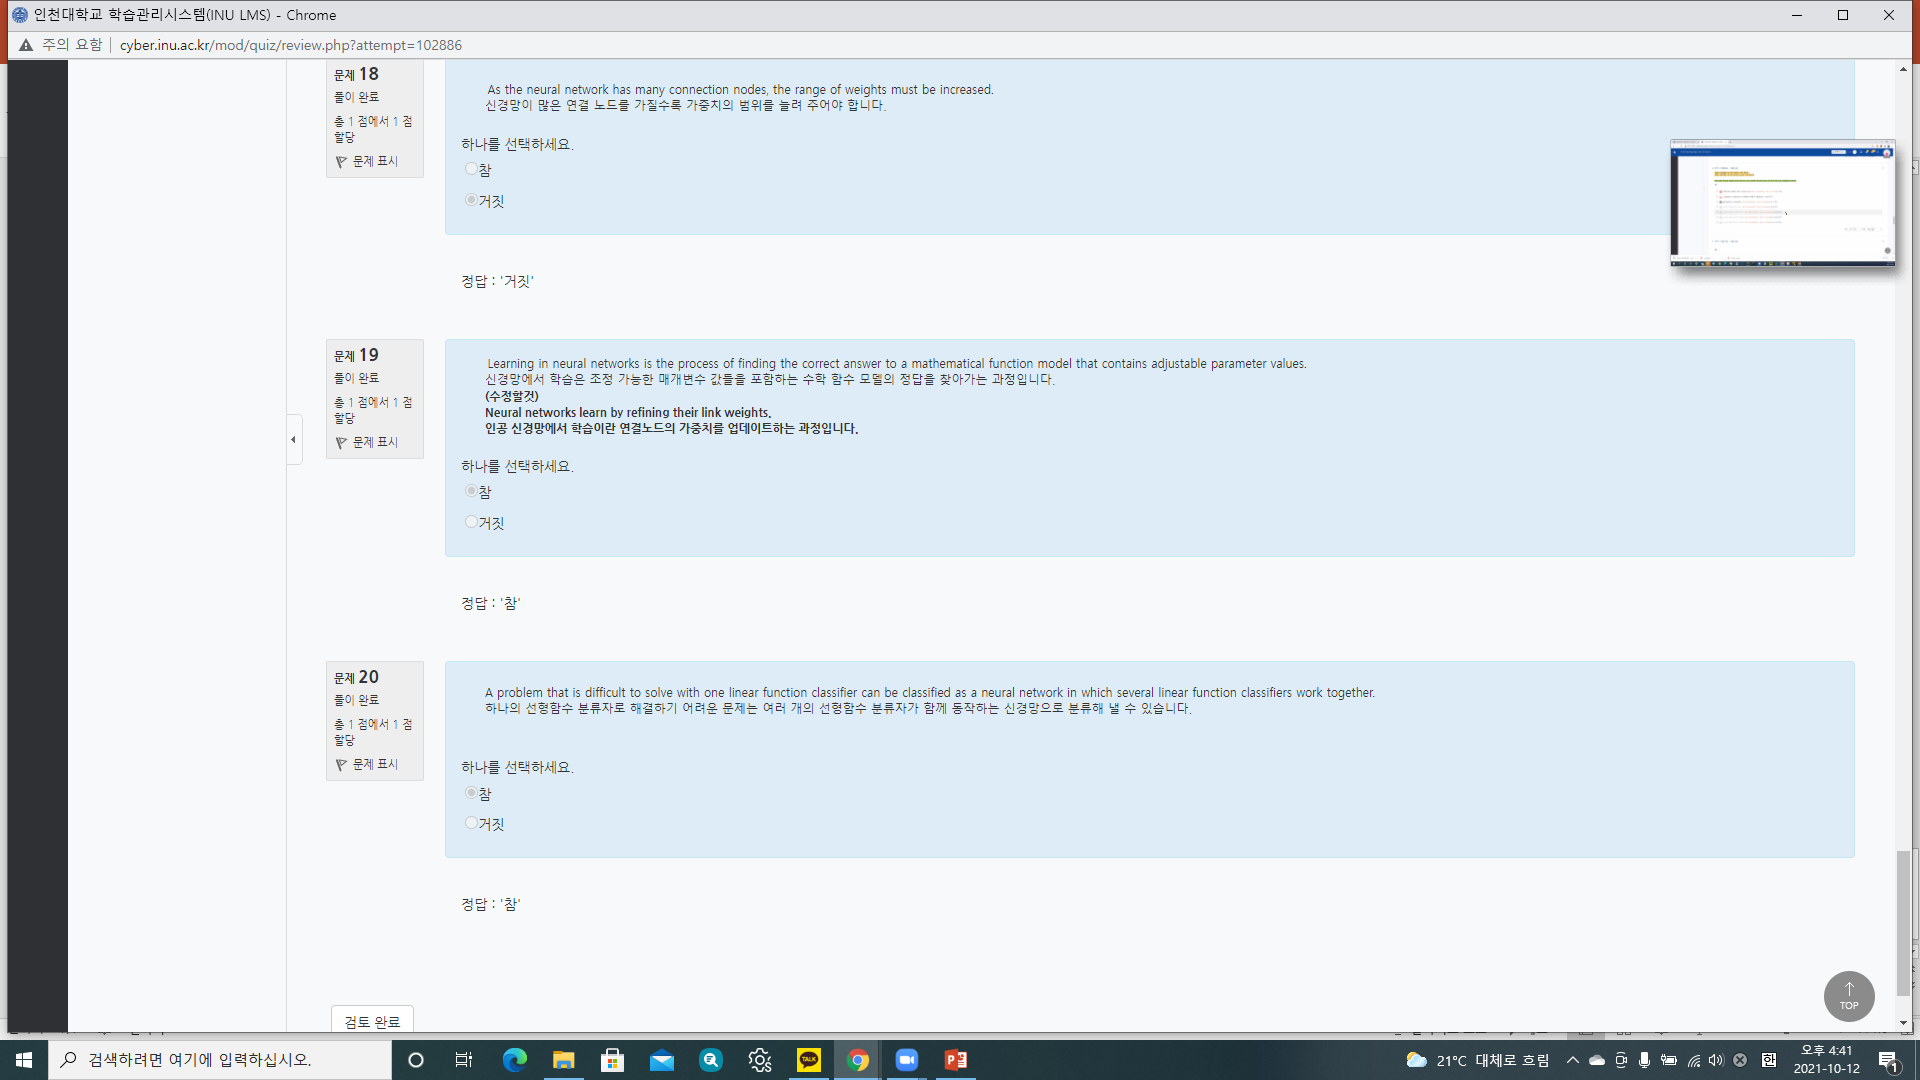 인천대학교 학습관리시스템(INU LMS) - Chrome
주의 요함 | cyber.inu.ac.kr/mod/quiz/review.php?attempt=102886
문제 18
풀이 완료
총 1 점에서 1 점
할당
문제 표시
As the neural network has many connection nodes, the range of weights must be increased.
신경망이 많은 연결 노드를 가질수록 가중치의 범위를 늘려 주어야 합니다.
하나를 선택하세요.
참
거짓
정답 : '거짓'
문제 19
풀이 완료
총 1 점에서 1 점
할당
문제 표시
Learning in neural networks is the process of finding the correct answer to a mathematical function model that contains adjustable parameter values.
신경망에서 학습은 조정 가능한 매개변수 값들을 포함하는 수학 함수 모델의 정답을 찾아가는 과정입니다.
(수정할것)
Neural networks learn by refining their link weights.
인공 신경망에서 학습이란 연결노드의 가중치를 업데이트하는 과정입니다.
하나를 선택하세요.
참
거짓
정답 : '참'
문제 20
풀이 완료
총 1 점에서 1 점
할당
문제 표시
A problem that is difficult to solve with one linear function classifier can be classified as a neural network in which several linear function classifiers work together.
하나의 선형함수 분류자로 해결하기 어려운 문제는 여러 개의 선형함수 분류자가 함께 동작하는 신경망으로 분류해 낼 수 있습니다.
하나를 선택하세요.
참
거짓
정답 : '참'
검토 완료
TOP
검색하려면 여기에 입력하십시오.
TALK
21°C 대체로 흐림
한
오후 4:41
2021-10-12
1